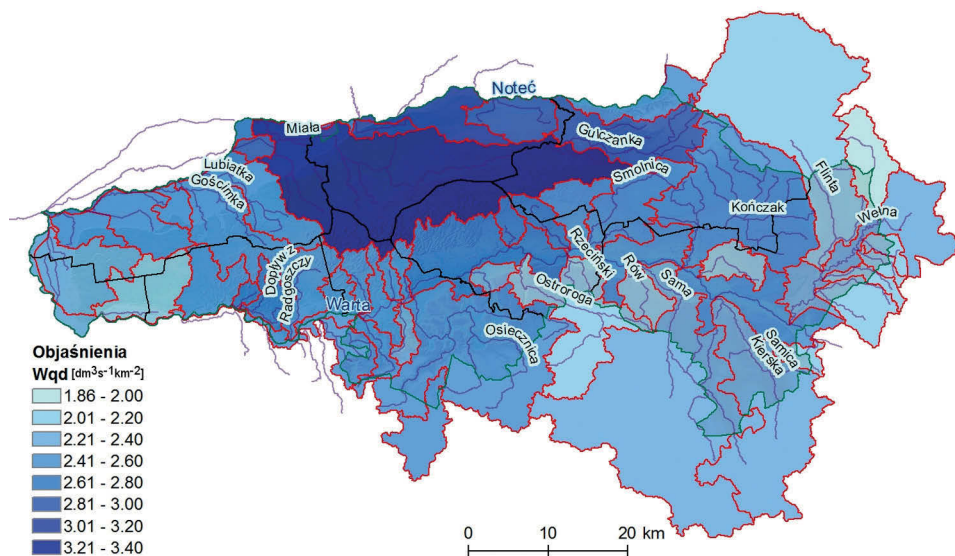 Noteć
Miała
Gulczanka
Lubiatka
Gościmka
Smolnica
Flinta
Kończak
Wełna
Rzeciński
Rów
Sama
Dopływ z
Radgoszczy
Ostroroga
Warta
Osiecznica
Samica
Kierska
Objaśnienia
Wqd [dm³s⁻¹km⁻²]
1.86 - 2.00
2.01 - 2.20
2.21 - 2.40
2.41 - 2.60
2.61 - 2.80
2.81 - 3.00
3.01 - 3.20
3.21 - 3.40
0 10 20 km